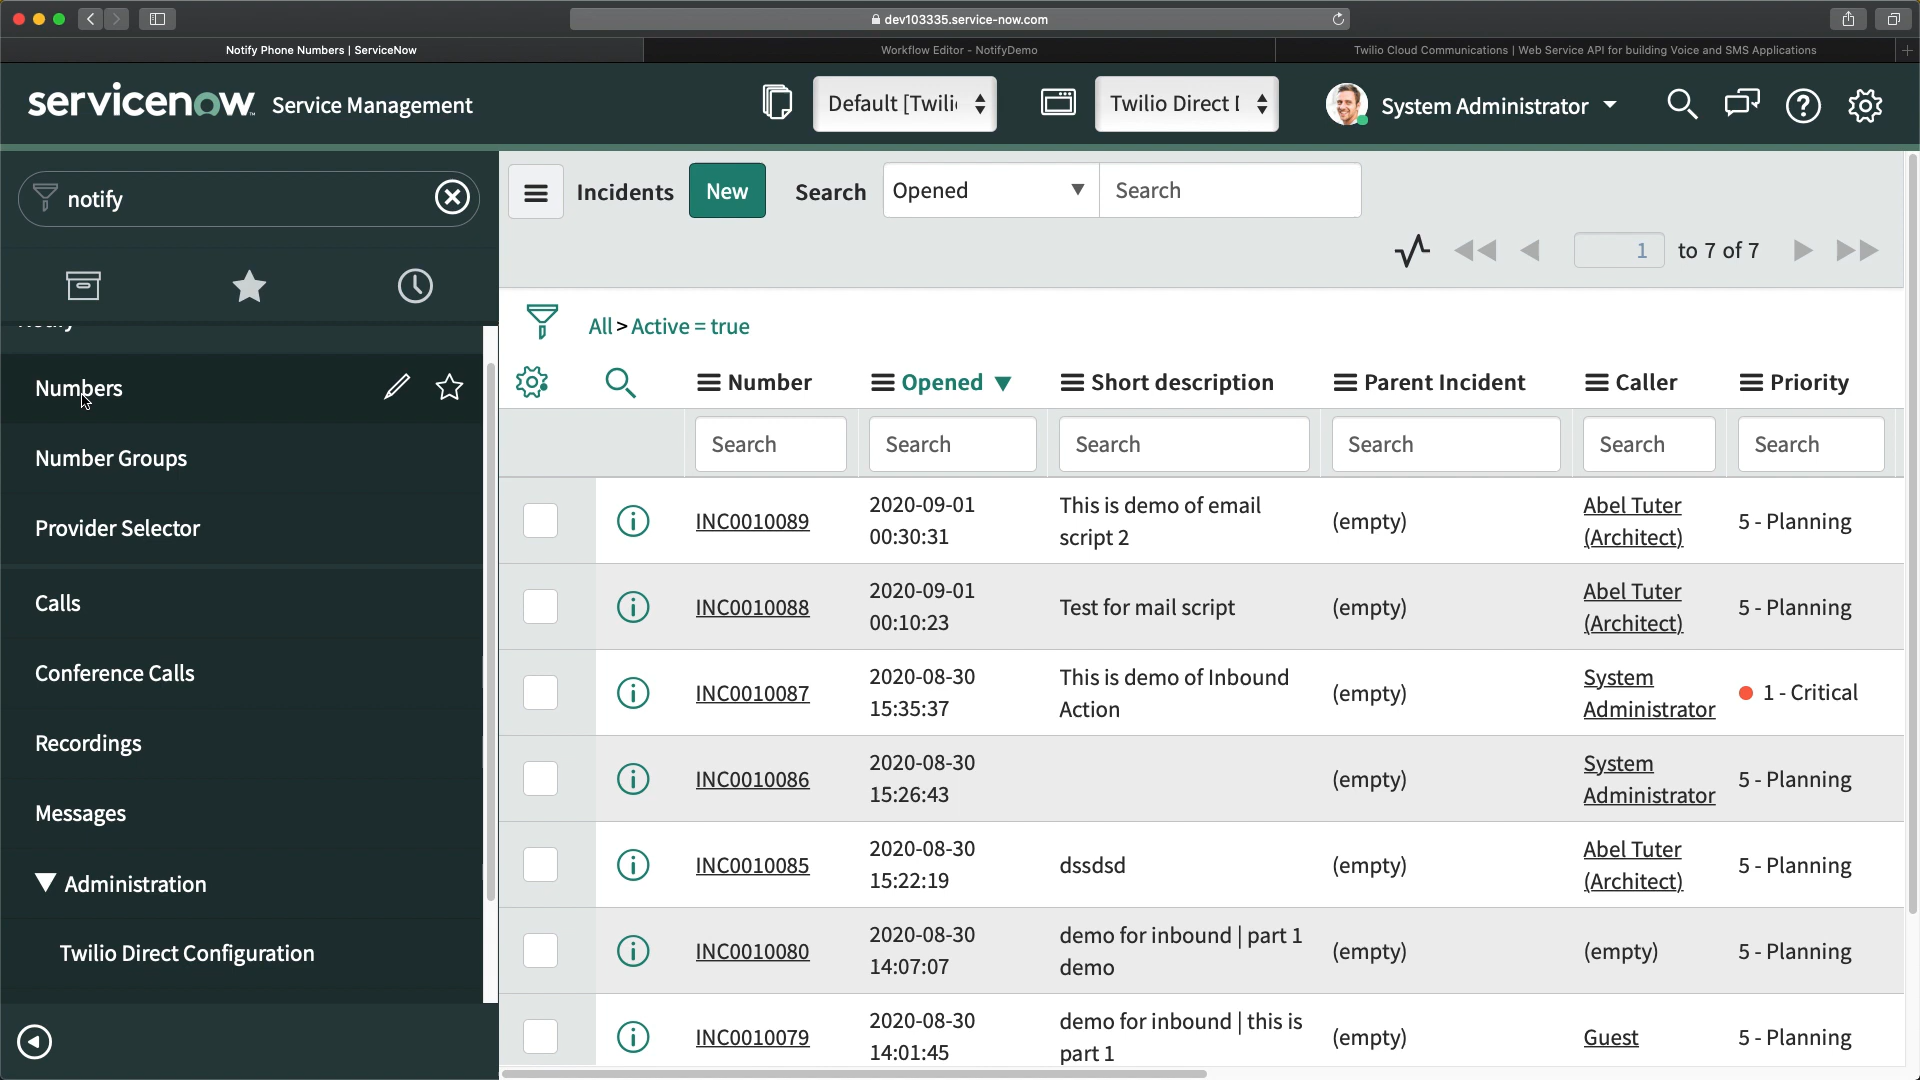 dev103335.service-now.com
Notify Phone Numbers | ServiceNow
Workflow Editor - NotifyDemo
Twilio Cloud Communications | Web Service API for building Voice and SMS Applications
servicenow Service Management
Default [Twili
Twilio Direct [
System Administrator
notify
Incidents
New
Search
Opened
Search
1 to 7 of 7
Numbers
Number Groups
Provider Selector
Calls
Conference Calls
Recordings
Messages
Administration
Twilio Direct Configuration
All > Active = true
Number Opened Short description Parent Incident Caller Priority
Search Search Search Search Search Search
INC0010089 2020-09-01 00:30:31 This is demo of email script 2 (empty) Abel Tuter (Architect) 5 - Planning
INC0010088 2020-09-01 00:10:23 Test for mail script (empty) Abel Tuter (Architect) 5 - Planning
INC0010087 2020-08-30 15:35:37 This is demo of Inbound Action (empty) System Administrator 1 - Critical
INC0010086 2020-08-30 15:26:43 (empty) System Administrator 5 - Planning
INC0010085 2020-08-30 15:22:19 dssdsd (empty) Abel Tuter (Architect) 5 - Planning
INC0010080 2020-08-30 14:07:07 demo for inbound | part 1 demo (empty) (empty) 5 - Planning
INC0010079 2020-08-30 14:01:45 demo for inbound | this is part 1 (empty) Guest 5 - Planning